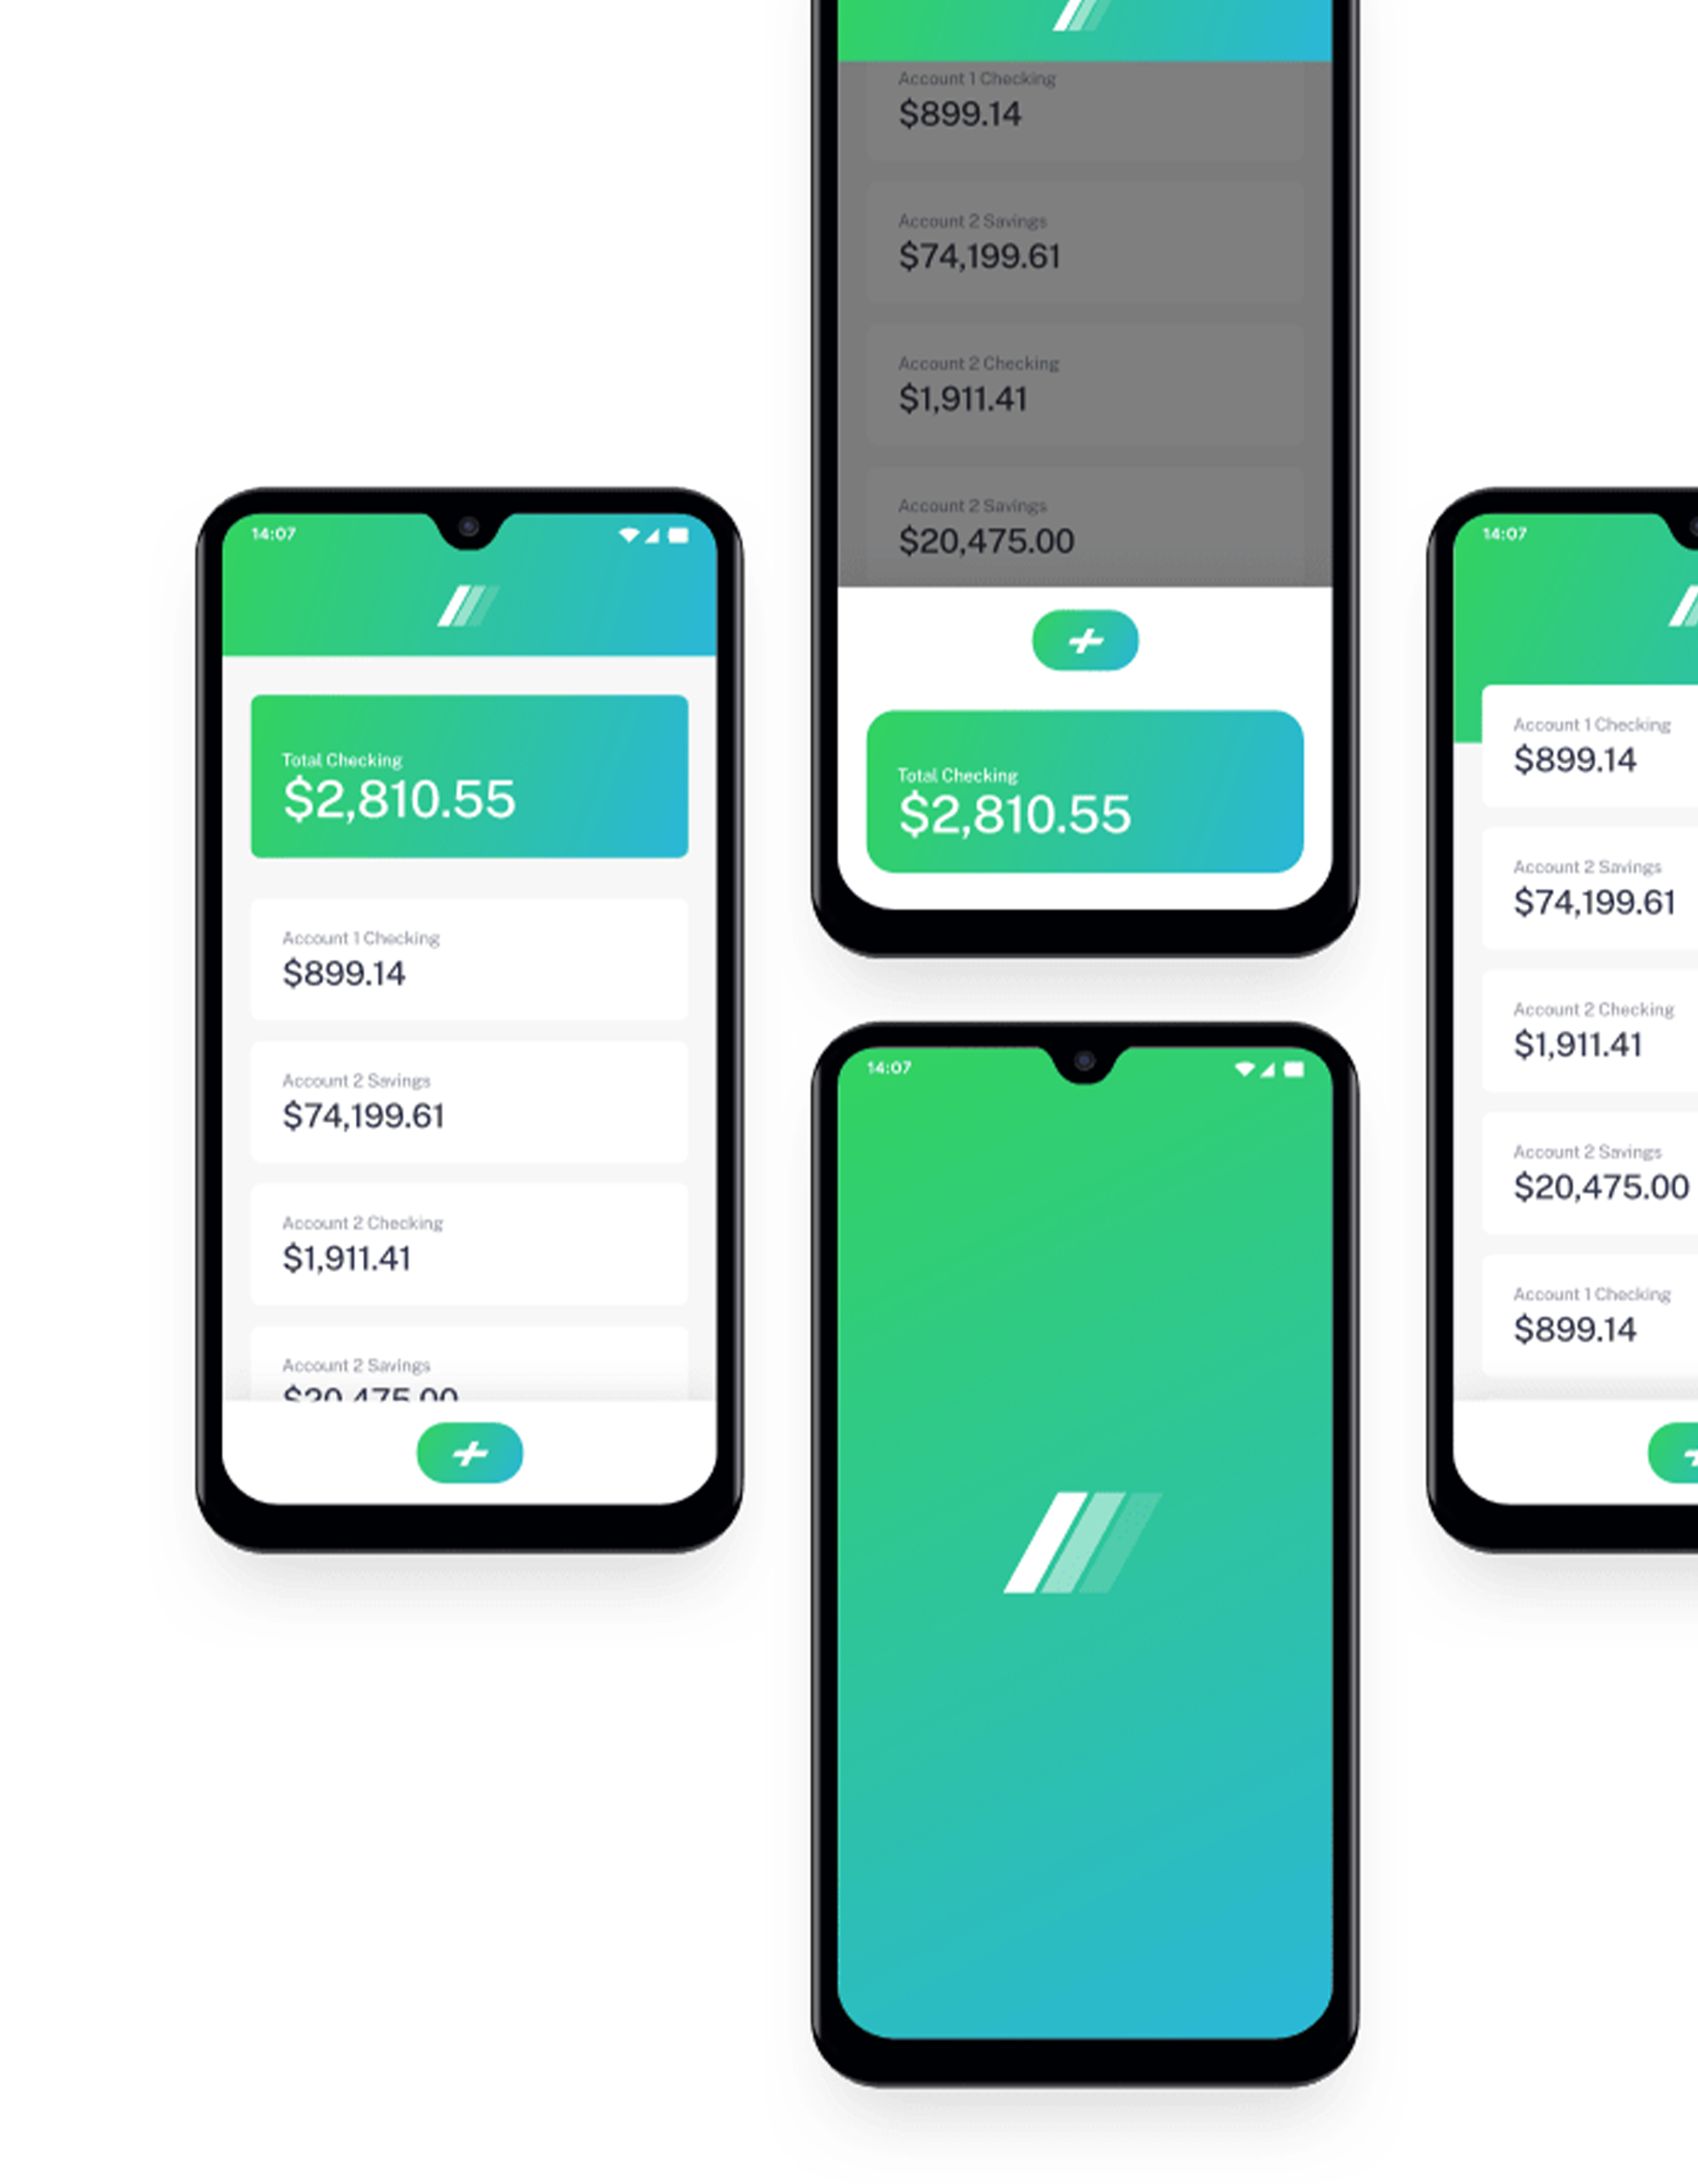 14:07
Total Checking
$2,810.55
Account 1 Checking
$899.14
Account 2 Savings
$74,199.61
Account 2 Checking
$1,911.41
Account 2 Savings
$20,475.00
Account 1 Checking
$899.14
Account 2 Savings
$74,199.61
Account 2 Checking
$1,911.41
Account 2 Savings
$20,475.00
Total Checking
$2,810.55
14:07
14:07
Account 1 Checking
$899.14
Account 2 Savings
$74,199.61
Account 2 Checking
$1,911.41
Account 2 Savings
$20,475.00
Account 1 Checking
$899.14